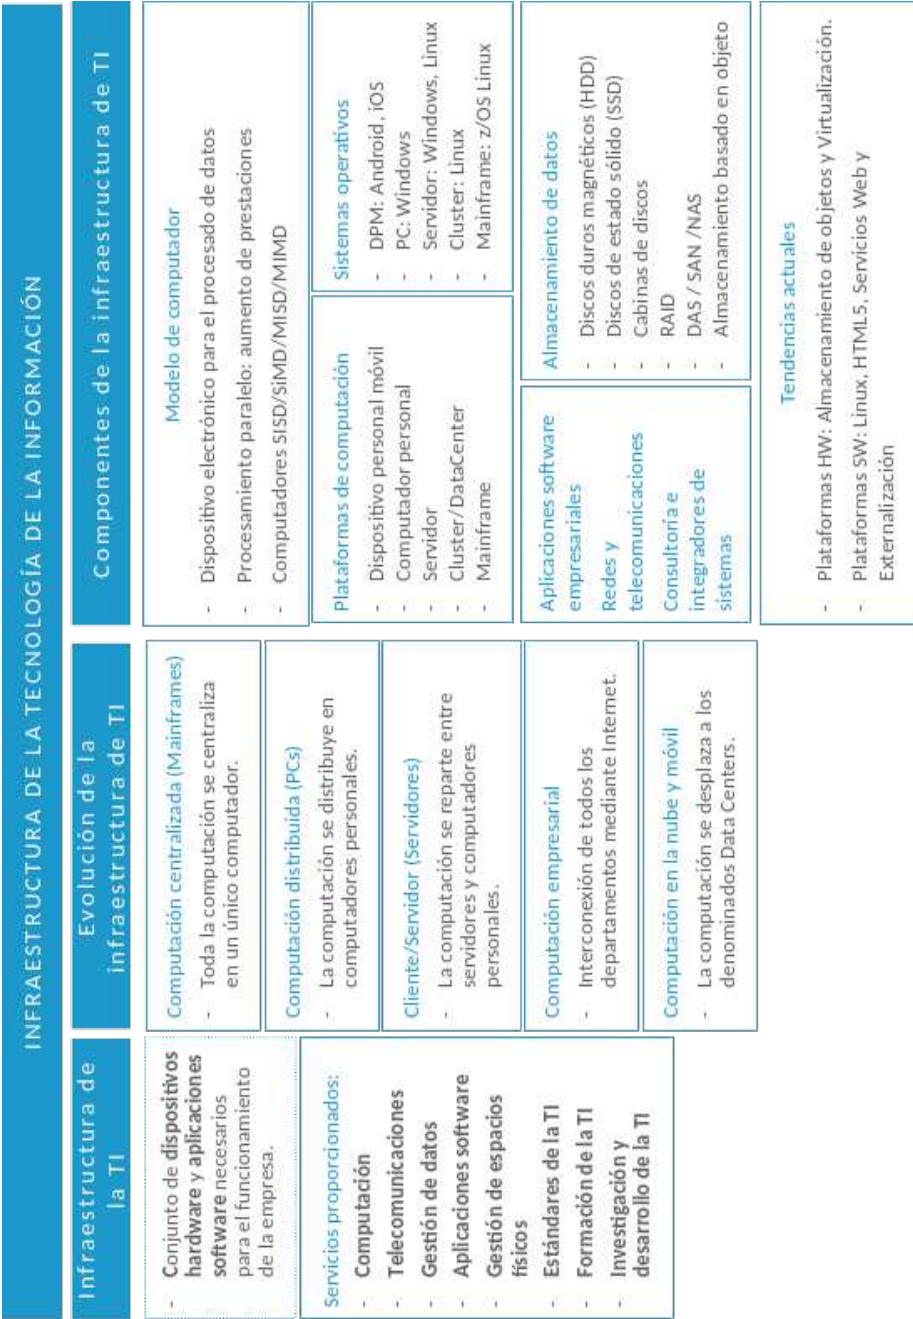 INFRAESTRUCTURA DE LA TECNOLOGÍA DE LA INFORMACIÓN
Infraestructura de
la TI
- Conjunto de dispositivos
hardware y aplicaciones
software necesarios
para el funcionamiento
de la empresa.
Servicios proporcionados:
- Computación
- Telecomunicaciones
- Gestión de datos
- Aplicaciones software
- Gestión de espacios
físicos
- Estándares de la TI
- Formación de la TI
- Investigación y
desarrollo de la TI
Evolución de la
infraestructura de TI
Computación centralizada (Mainframes)
- Toda la computación se centraliza
en un único computador.
Computación distribuida (PCs)
- La computación se distribuye en
computadores personales.
Cliente/Servidor (Servidores)
- La computación se reparte entre
servidores y computadores
personales.
Computación empresarial
- Interconexión de todos los
departamentos mediante Internet.
Computación en la nube y móvil
- La computación se desplaza a los
denominados Data Centers.
Componentes de la infraestructura de TI
Modelo de computador
- Dispositivo electrónico para el procesado de datos
- Procesamiento paralelo: aumento de prestaciones
- Computadores SISD/SiMD/MISD/MIMD
Plataformas de computación
- Dispositivo personal móvil
- Computador personal
- Servidor
- Cluster/DataCenter
- Mainframe
Sistemas operativos
- DPM: Android, iOS
- PC: Windows
- Servidor: Windows, Linux
- Cluster: Linux
- Mainframe: z/OS Linux
Aplicaciones software
empresariales
Redes y
telecomunicaciones
Consultoría e
integradores de
sistemas
Almacenamiento de datos
- Discos duros magnéticos (HDD)
- Discos de estado sólido (SSD)
- Cabinas de discos
- RAID
- DAS / SAN /NAS
- Almacenamiento basado en objeto
Tendencias actuales
- Plataformas HW: Almacenamiento de objetos y Virtualización.
- Plataformas SW: Linux, HTML5, Servicios Web y
Externalización